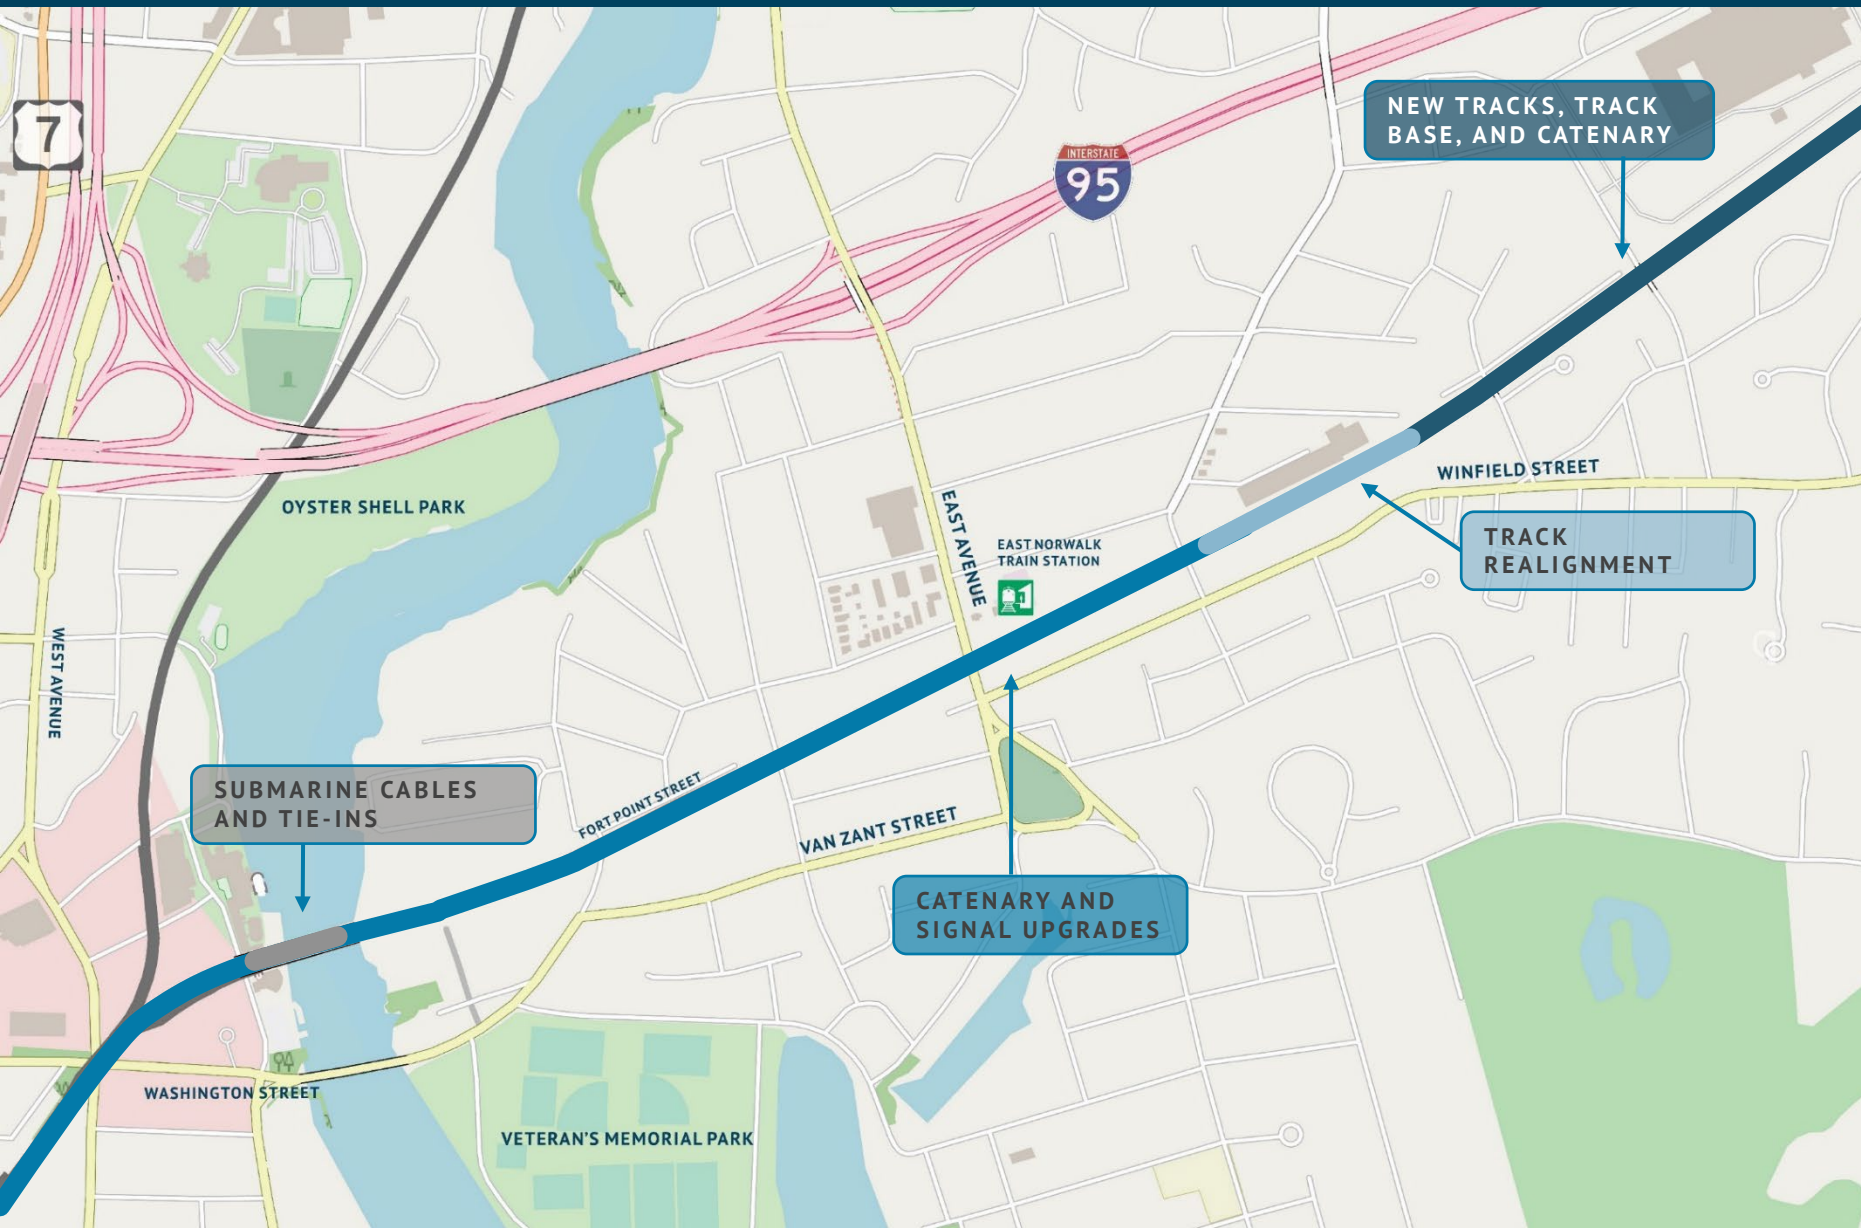 NEW TRACKS, TRACK
BASE, AND CATENARY
7
INTERSTATE
95
WINFIELD STREET
OYSTER SHELL PARK
EAST AVENUE
EAST NORWALK
TRAIN STATION
TRACK
REALIGNMENT
WEST AVENUE
SUBMARINE CABLES
AND TIE-INS
FORT POINT STREET
VAN ZANT STREET
CATENARY AND
SIGNAL UPGRADES
WASHINGTON STREET
VETERAN'S MEMORIAL PARK